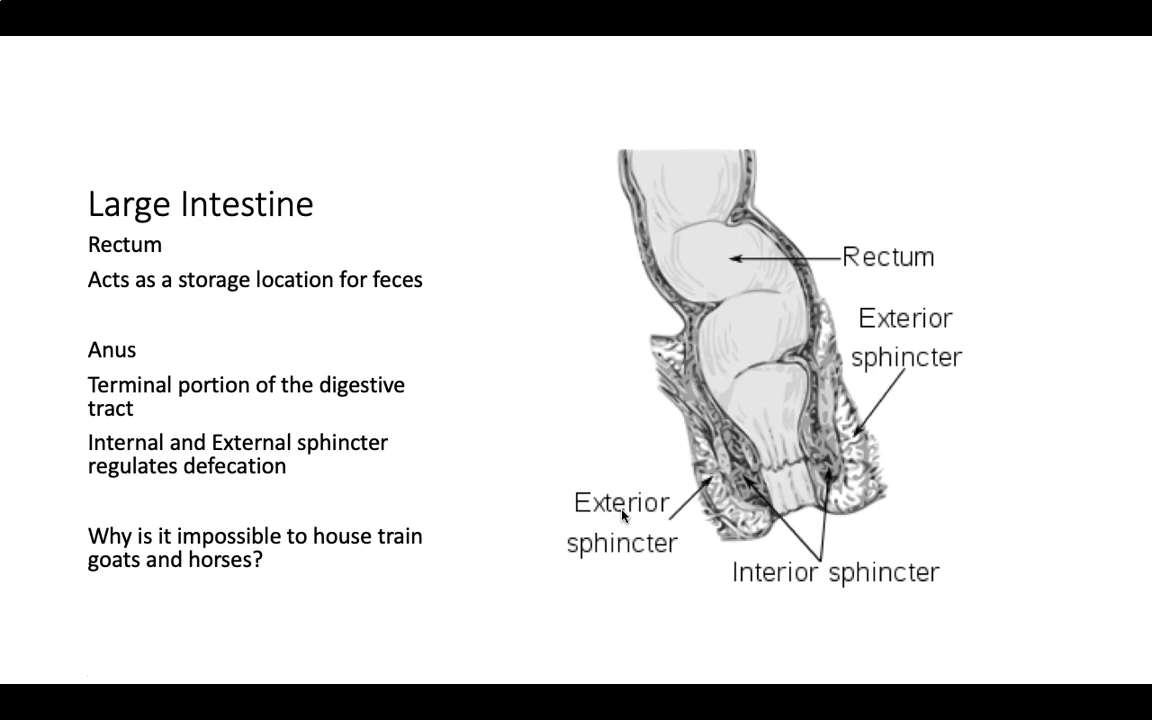 Large Intestine
Rectum
Acts as a storage location for feces
Anus
Terminal portion of the digestive
tract
Internal and External sphincter
regulates defecation
Why is it impossible to house train
goats and horses?
Rectum
Exterior
sphincter
Exterior
sphincter
Interior sphincter